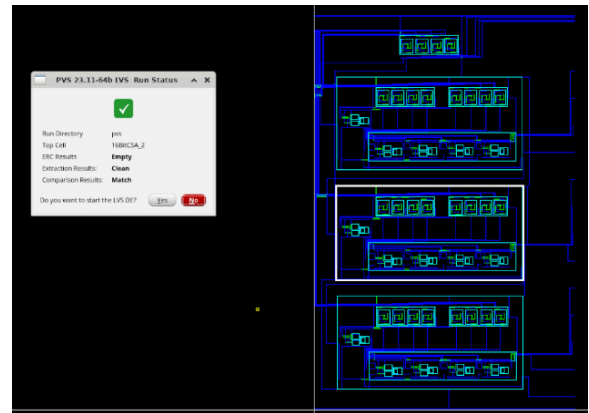 PVS 23.11-64b LVS Run Status
Run Directory pvs
Top Cell 16BKCSA_2
ERC Results Empty
Extraction Results: Clean
Comparison Results: Match
Do you want to start the LVS DE? Yes No